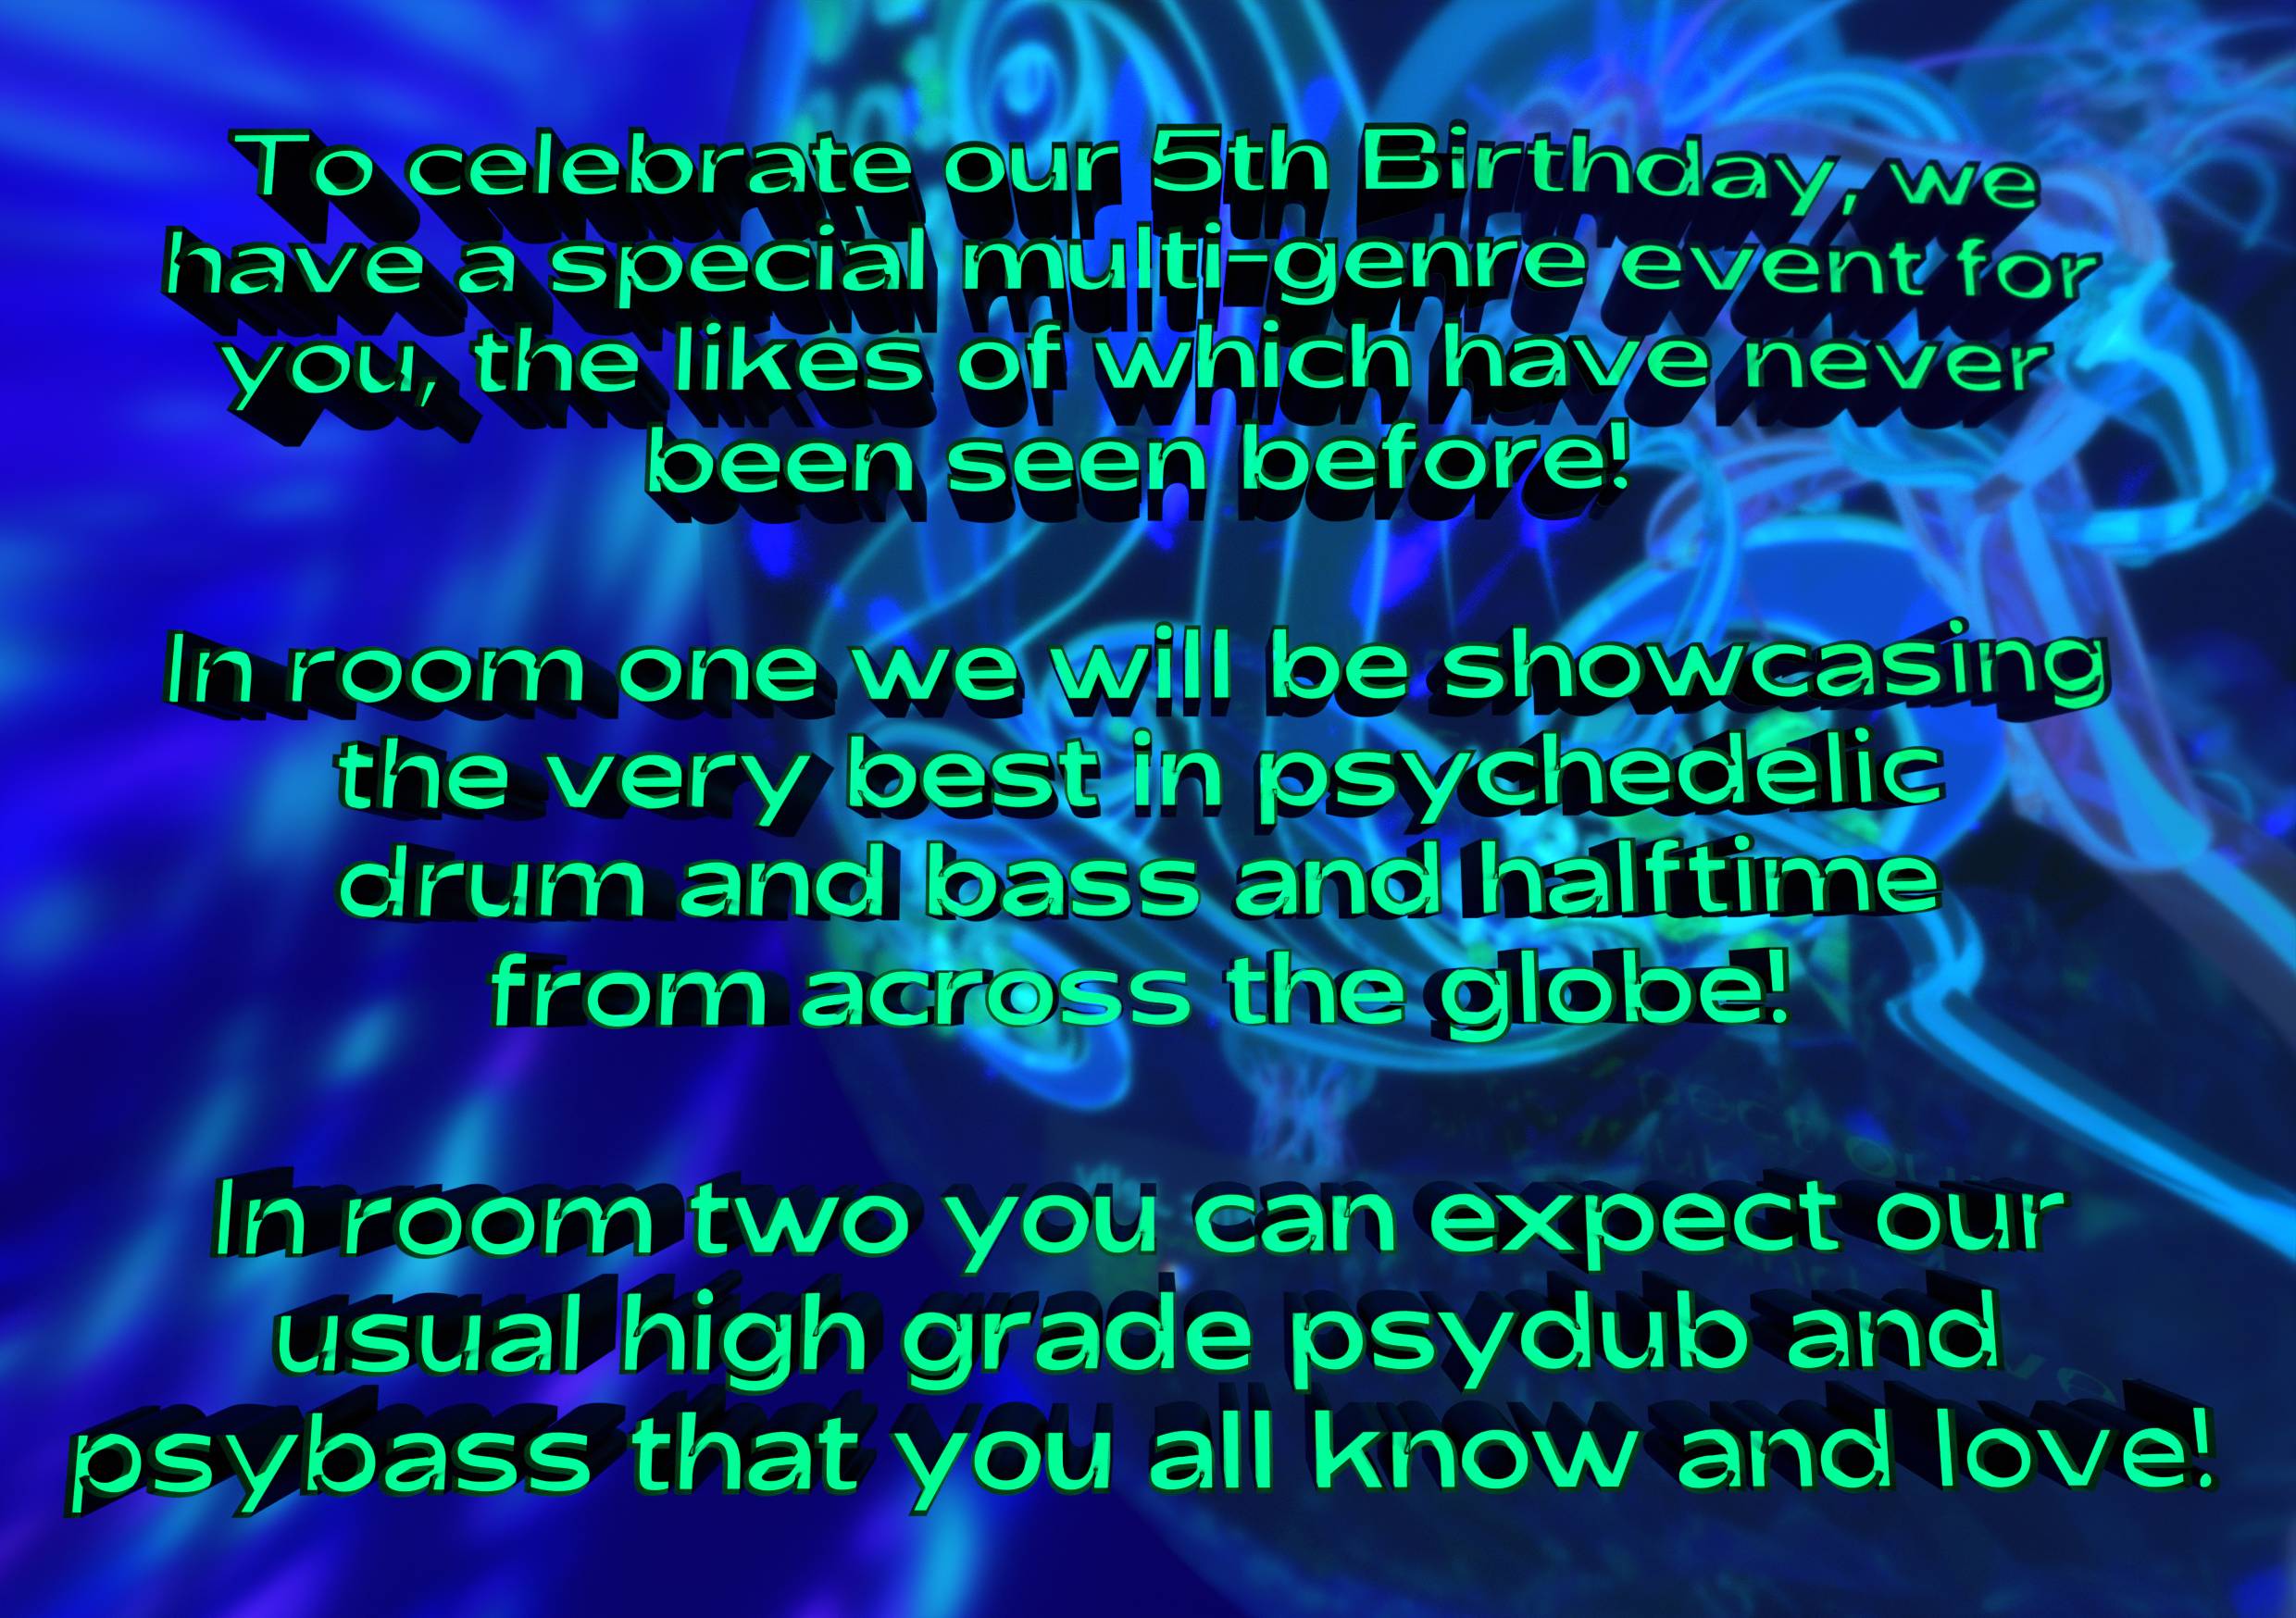 To celebrate our 5th Birthday, we
have a special multi-genre event for
you, the likes of which have never
been seen before!
In room one we will be showcasing
the very best in psychedelic
drum and bass and halftime
from across the globe!
In room two you can expect our
usual high grade psydub and
psybass that you all know and love!